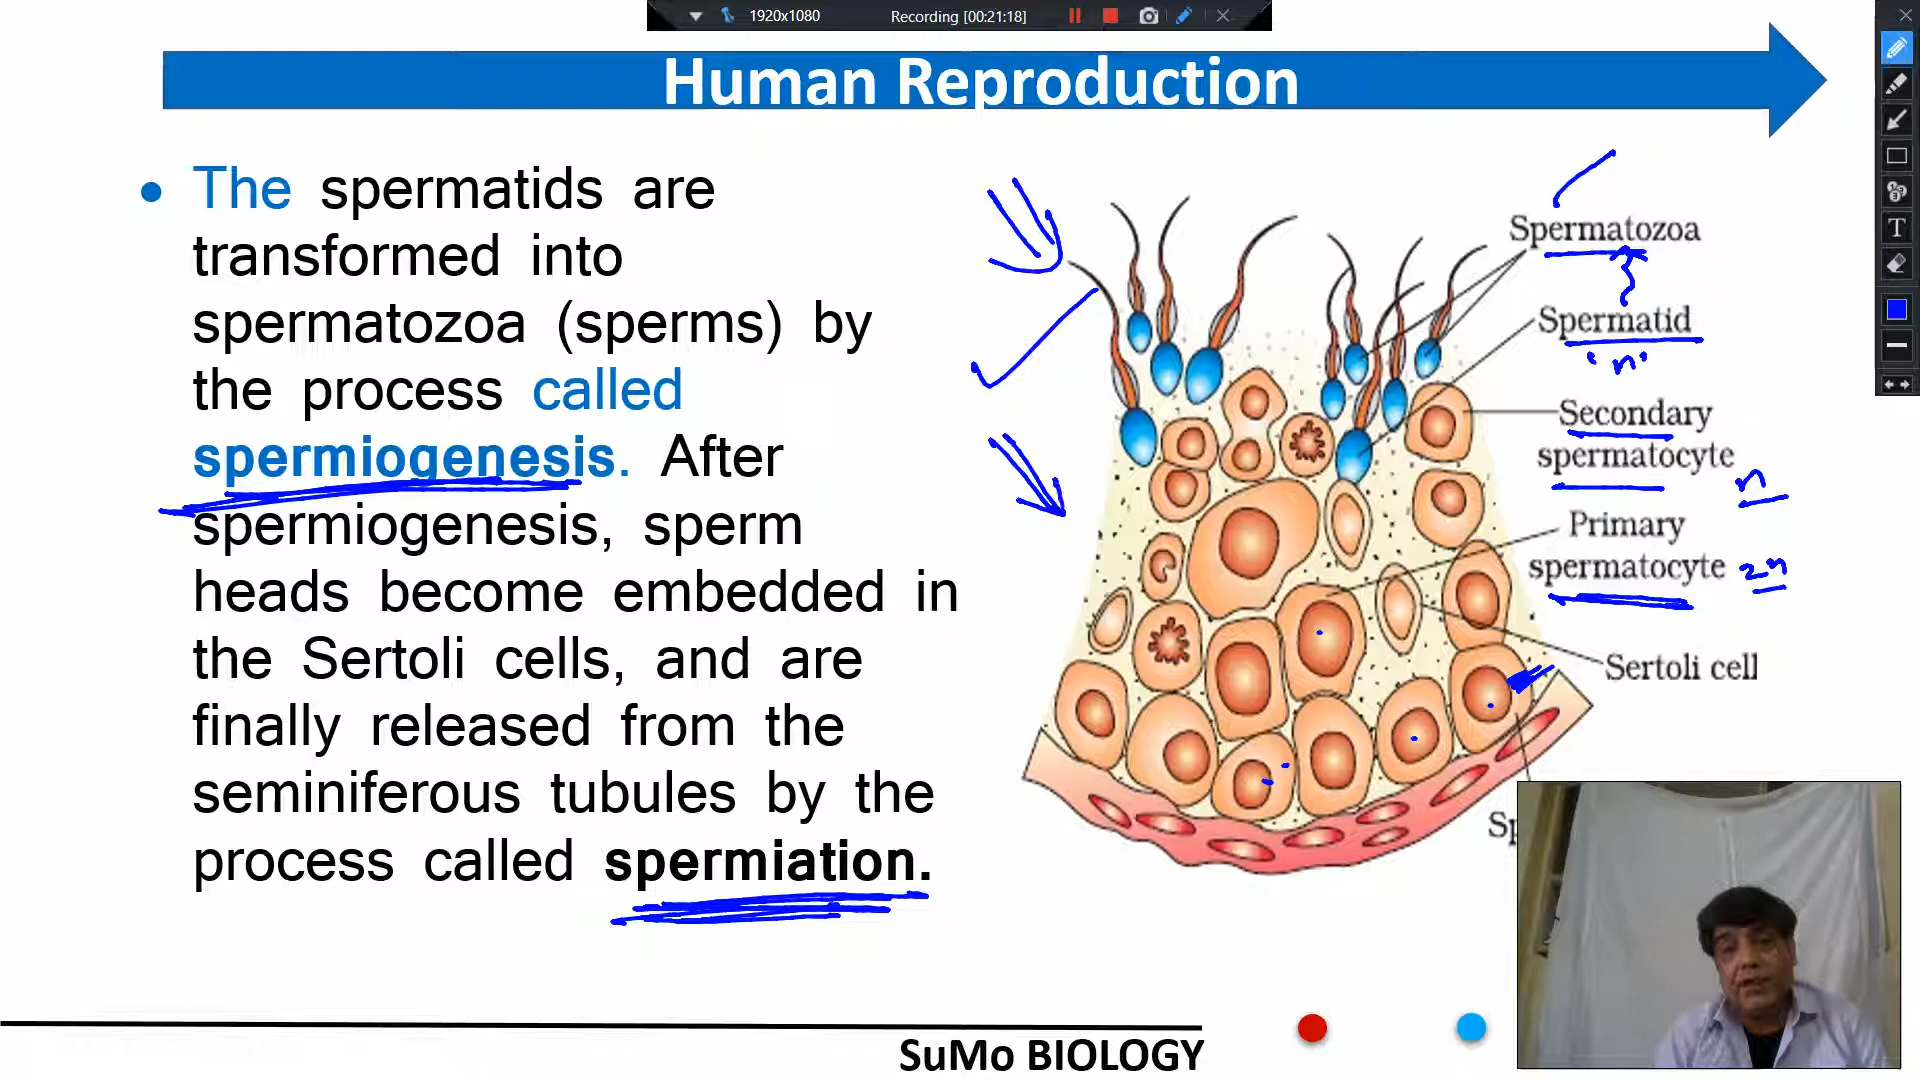 1920x1080
Recording [00:21:18]
Human Reproduction
• The spermatids are
transformed into
spermatozoa (sperms) by
the process called
spermiogenesis. After
spermiogenesis, sperm
heads become embedded in
the Sertoli cells, and are
finally released from the
seminiferous tubules by the
process called spermiation.
Spermatozoa
Spermatid
'n'
Secondary
spermatocyte
n
Primary
spermatocyte 2n
Sertoli cell
Sp
T
SuMo BIOLOGY